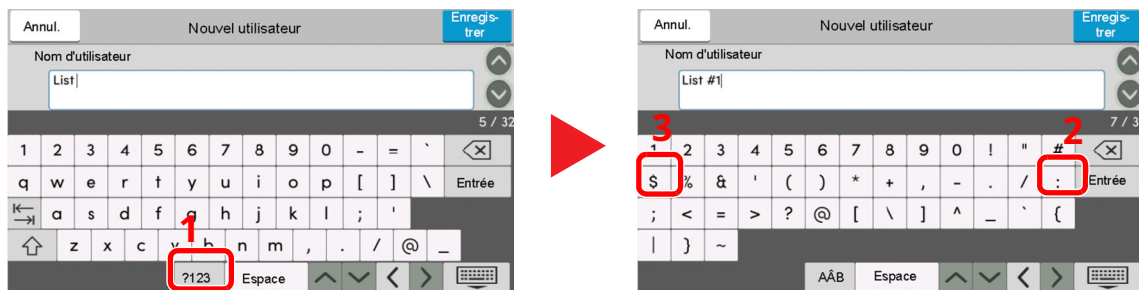 Annul.
Nouvel utilisateur
Enregis-
trer
Nom d'utilisateur
List
5 / 32
1 2 3 4 5 6 7 8 9 0 - = `
q w e r t y u i o p [ ] \ Entrée
a s d f g h j k l ; '
1
z x c v b n m , . / @ _
?123 Espace
Annul.
Nouvel utilisateur
Enregis-
trer
Nom d'utilisateur
List #1
7 / 3
3
2
1 2 3 4 5 6 7 8 9 0 ! " #
$ % & ' ( ) * + , - . / : Entrée
; < = > ? @ [ \ ] ^ _ ` {
| } ~
AÂB Espace